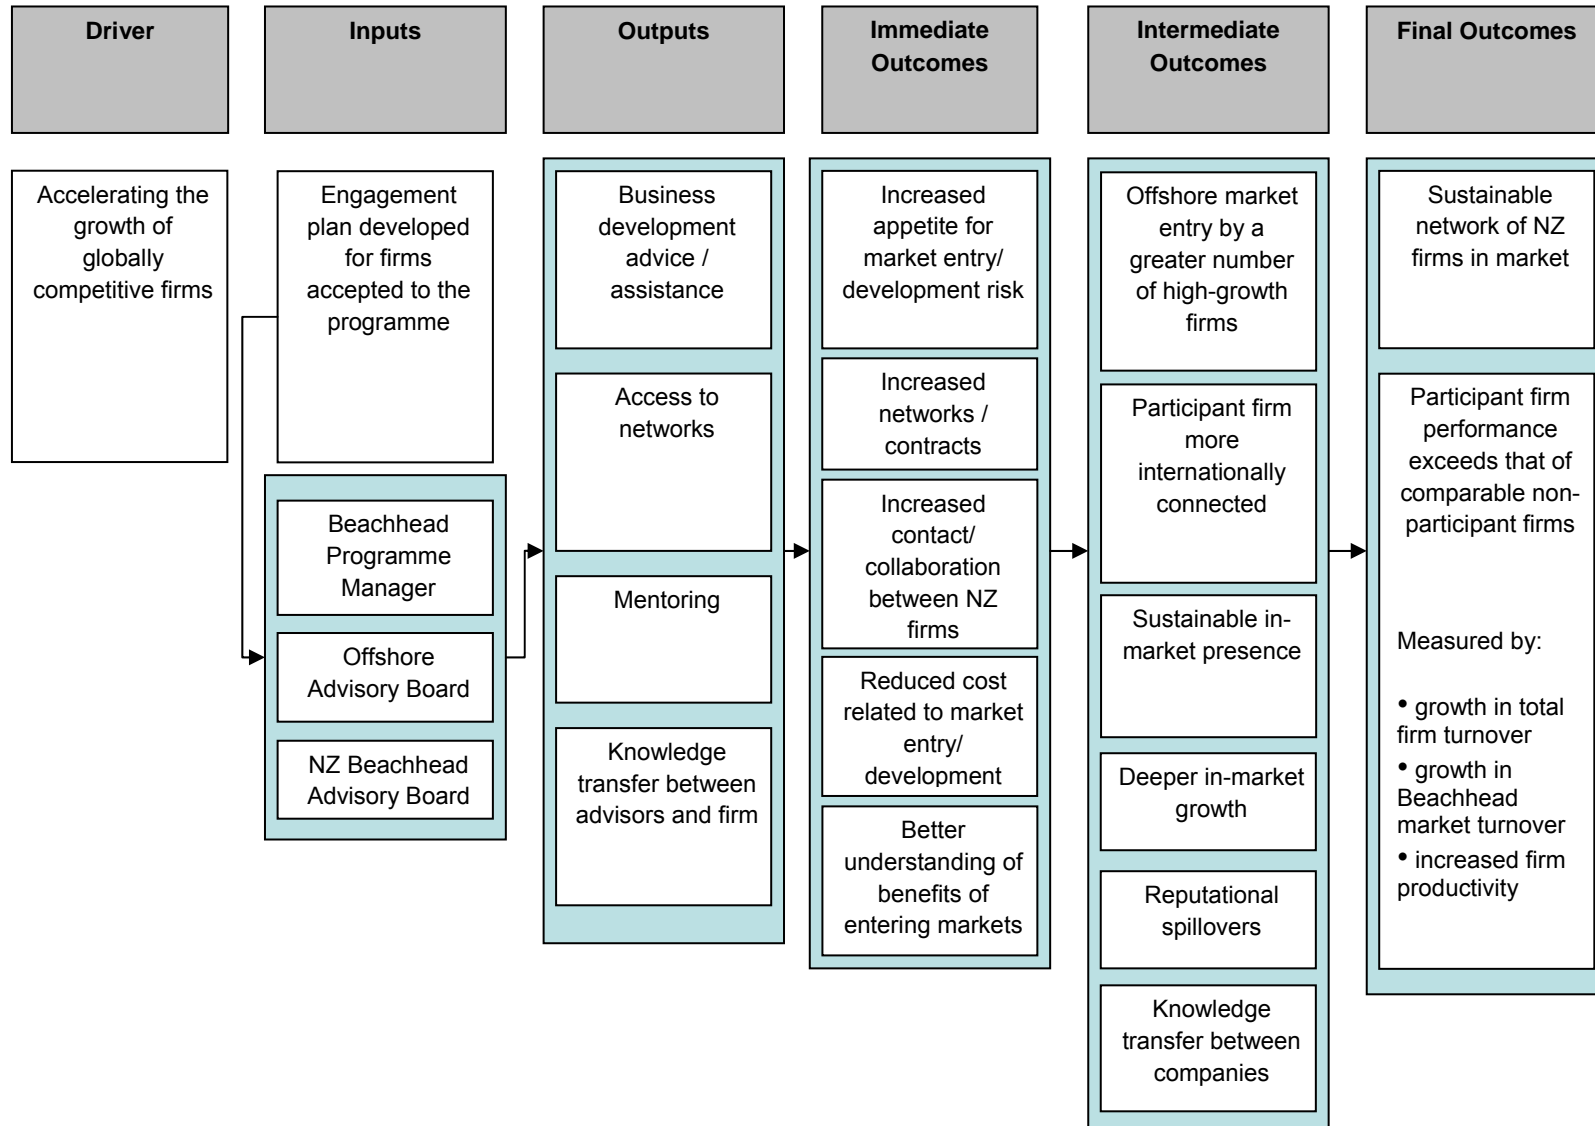 Driver
Inputs
Outputs
Immediate
Outcomes
Intermediate
Outcomes
Final Outcomes
Accelerating the
growth of
globally
competitive firms
Engagement
plan developed
for firms
accepted to the
programme
Beachhead
Programme
Manager
Offshore
Advisory Board
NZ Beachhead
Advisory Board
Business
development
advice /
assistance
Access to
networks
Mentoring
Knowledge
transfer between
advisors and firm
Increased
appetite for
market entry/
development risk
Increased
networks /
contracts
Increased
contact/
collaboration
between NZ
firms
Reduced cost
related to market
entry/
development
Better
understanding of
benefits of
entering markets
Offshore market
entry by a
greater number
of high-growth
firms
Participant firm
more
internationally
connected
Sustainable in-
market presence
Deeper in-market
growth
Reputational
spillovers
Knowledge
transfer between
companies
Sustainable
network of NZ
firms in market
Participant firm
performance
exceeds that of
comparable non-
participant firms
Measured by:
• growth in total
firm turnover
• growth in
Beachhead
market turnover
• increased firm
productivity